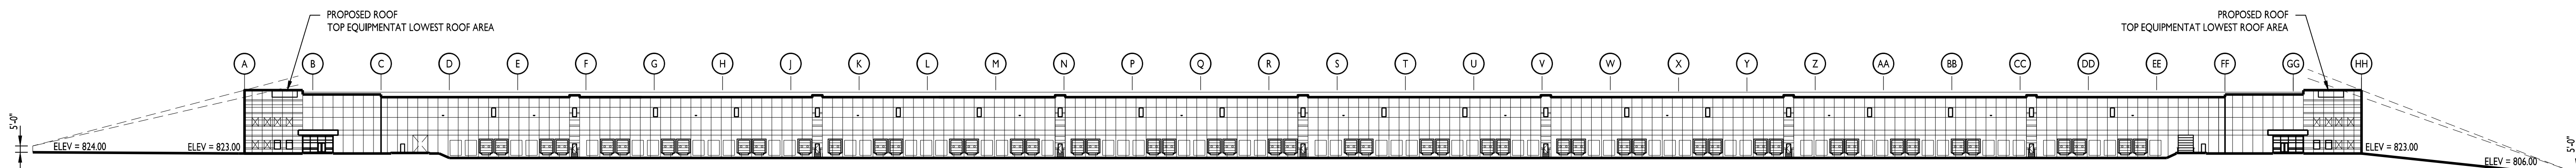 PROPOSED ROOF
TOP EQUIPMENTAT LOWEST ROOF AREA
PROPOSED ROOF
TOP EQUIPMENTAT LOWEST ROOF AREA
A B C D E F G H J K L M N P Q R S T U V W X Y Z AA BB CC DD EE FF GG HH
5'-0"
ELEV = 824.00
ELEV = 823.00
ELEV = 823.00
ELEV = 806.00
5'-0"